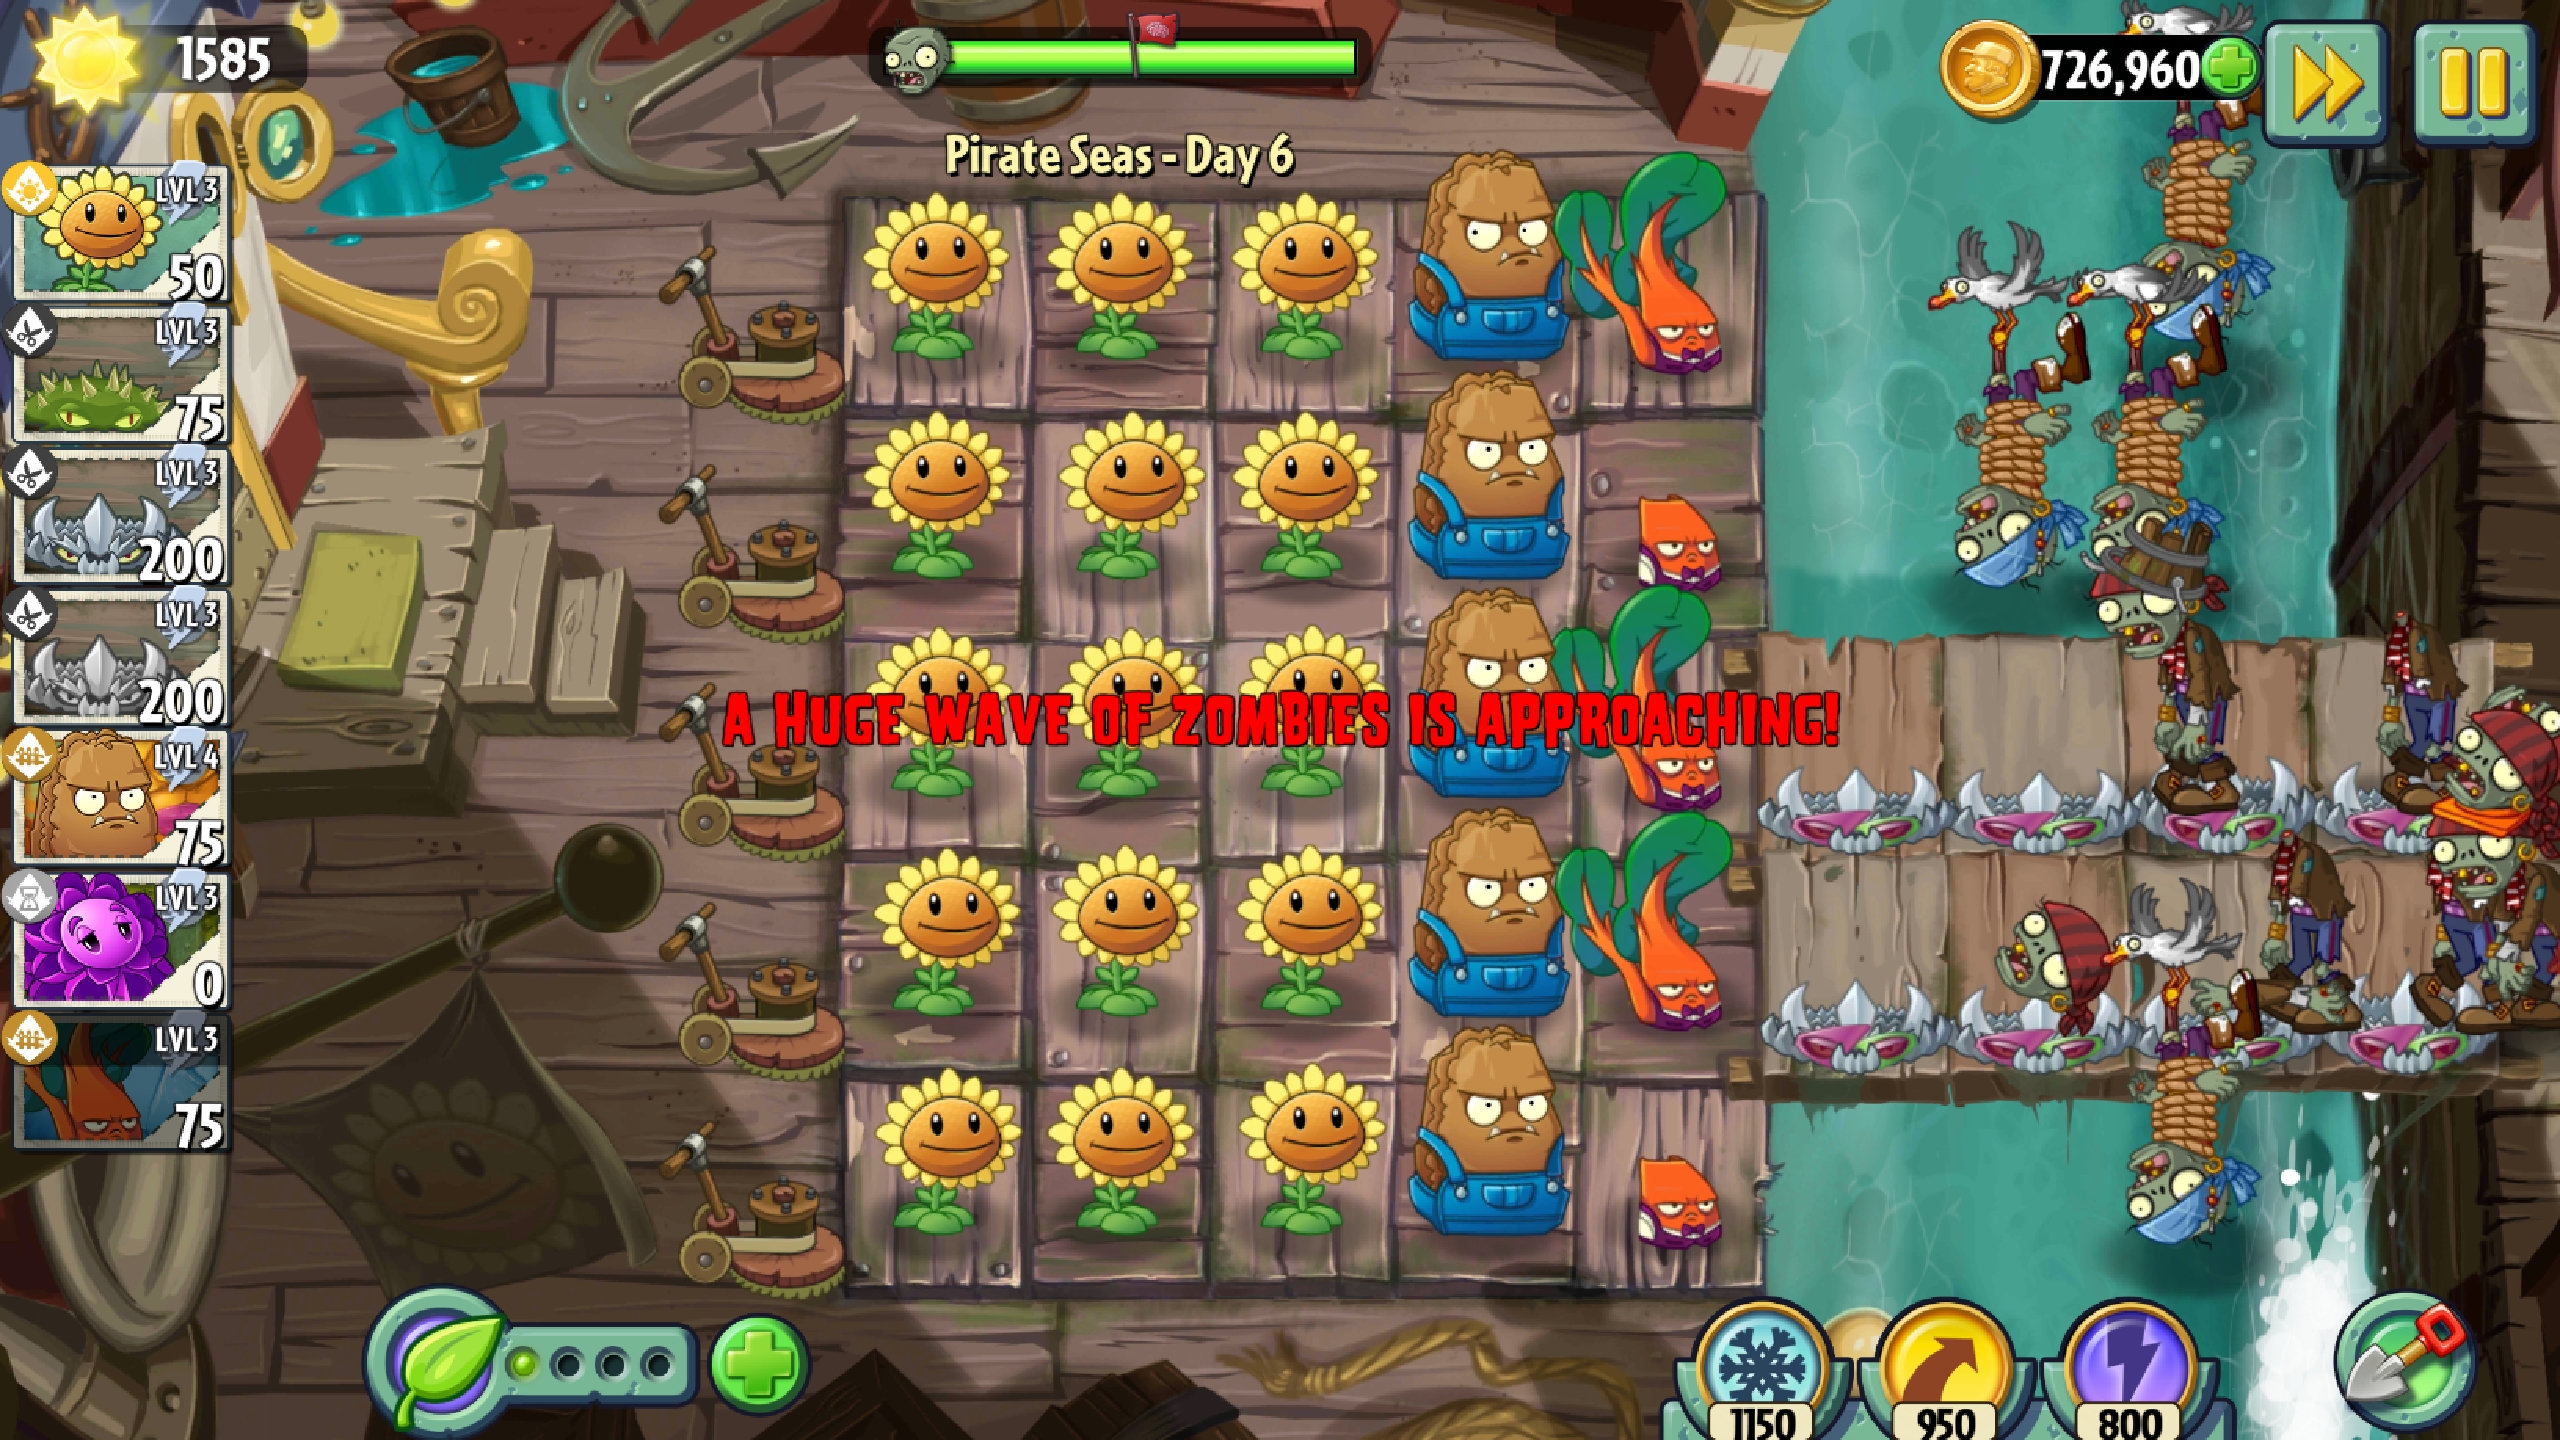 1585
726,960
Pirate Seas - Day 6
LVL 3
50
LVL 3
75
LVL 3
200
LVL 3
200
LVL 4
75
LVL 3
0
LVL 3
75
A HUGE WAVE OF ZOMBIES IS APPROACHING!
1150
950
800